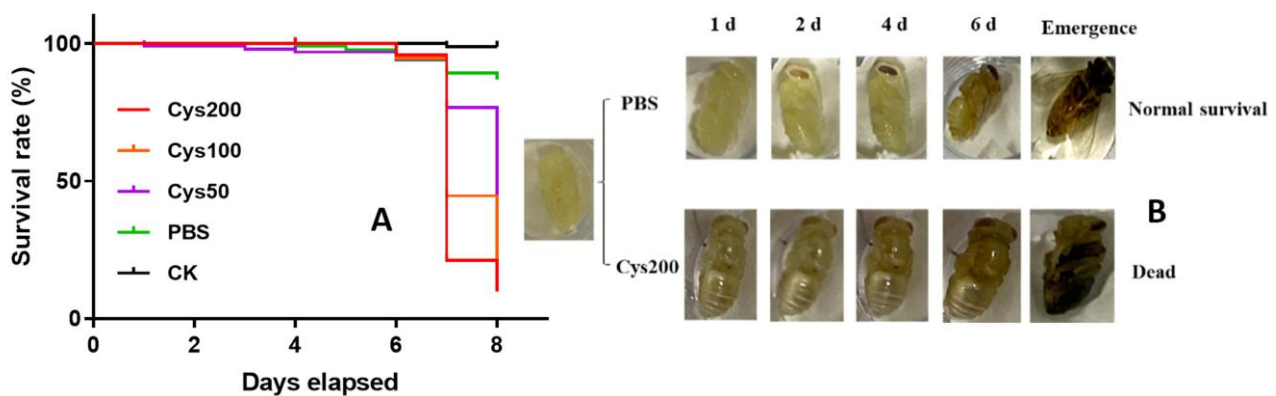 Survival rate (%)
100
50
0
Cys200
Cys100
Cys50
PBS
CK
A
0 2 4 6 8
Days elapsed
1 d 2 d 4 d 6 d Emergence
PBS
Normal survival
B
Cys200
Dead